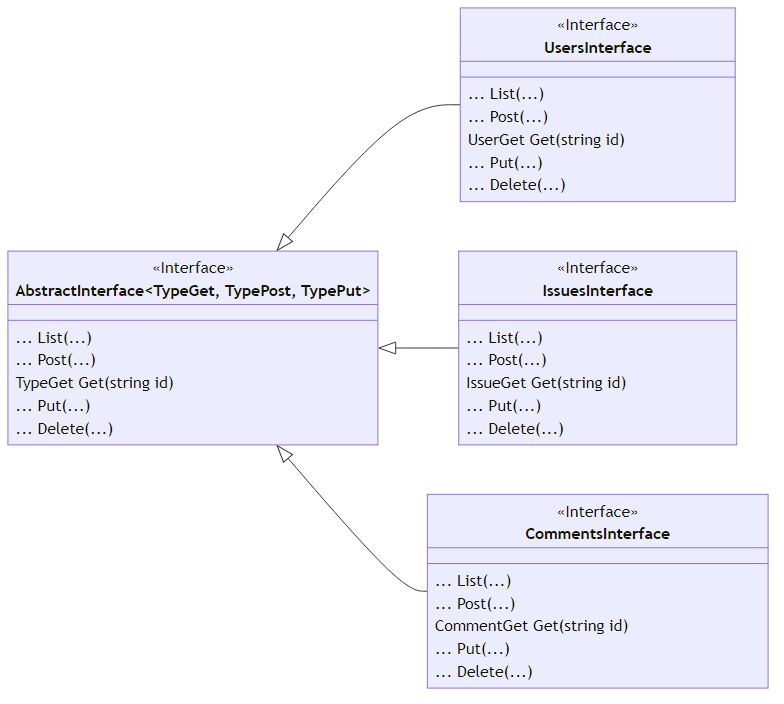 «Interface»
UsersInterface
... List(...)
... Post(...)
UserGet Get(string id)
... Put(...)
... Delete(...)
«Interface»
AbstractInterface<TypeGet, TypePost, TypePut>
... List(...)
... Post(...)
TypeGet Get(string id)
... Put(...)
... Delete(...)
«Interface»
IssuesInterface
... List(...)
... Post(...)
IssueGet Get(string id)
... Put(...)
... Delete(...)
«Interface»
CommentsInterface
... List(...)
... Post(...)
CommentGet Get(string id)
... Put(...)
... Delete(...)